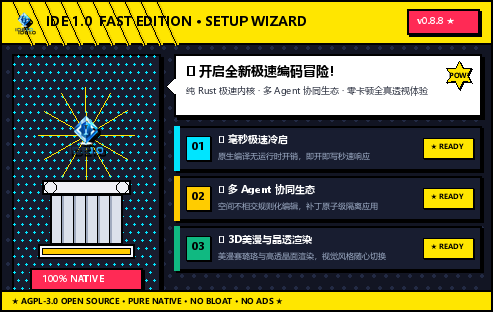 IDE 1.0 FAST EDITION • SETUP WIZARD
v0.8.8 ★
开启全新极速编码冒险!
纯 Rust 极速内核 · 多 Agent 协同生态 · 零卡顿全真透视体验
POW!
01
毫秒极速冷启
原生编译无运行时开销，即开即写秒速响应
★ READY
02
多 Agent 协同生态
空间不相交规则化编辑，补丁原子级隔离应用
★ READY
03
3D美漫与晶透渲染
美漫赛璐珞与高透晶面渲染，视觉风格随心切换
★ READY
100% NATIVE
★ AGPL-3.0 OPEN SOURCE • PURE NATIVE • NO BLOAT • NO ADS ★